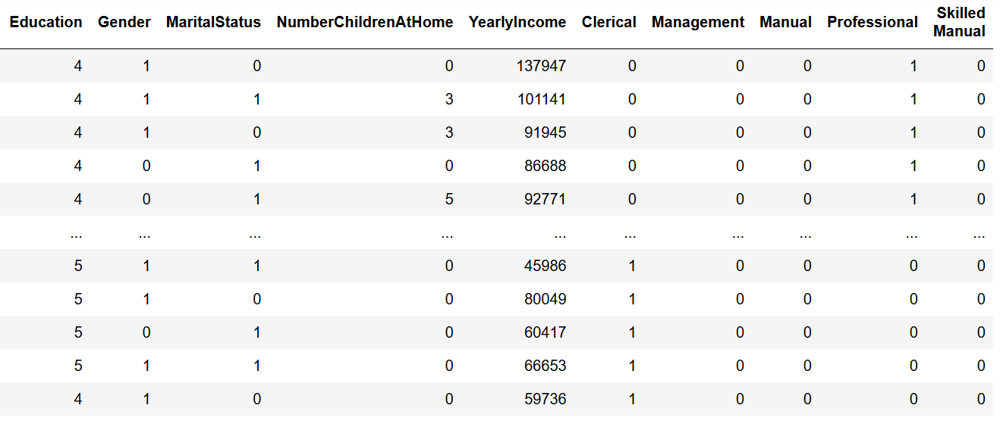 Education Gender MaritalStatus NumberChildrenAtHome YearlyIncome Clerical Management Manual Professional Skilled Manual
4 1 0 0 137947 0 0 0 1 0
4 1 1 3 101141 0 0 0 1 0
4 1 0 3 91945 0 0 0 1 0
4 0 1 0 86688 0 0 0 1 0
4 0 1 5 92771 0 0 0 1 0
... ... ... ... ... ... ... ... ... ...
5 1 1 0 45986 1 0 0 0 0
5 1 0 0 80049 1 0 0 0 0
5 0 1 0 60417 1 0 0 0 0
5 1 1 0 66653 1 0 0 0 0
4 1 0 0 59736 1 0 0 0 0